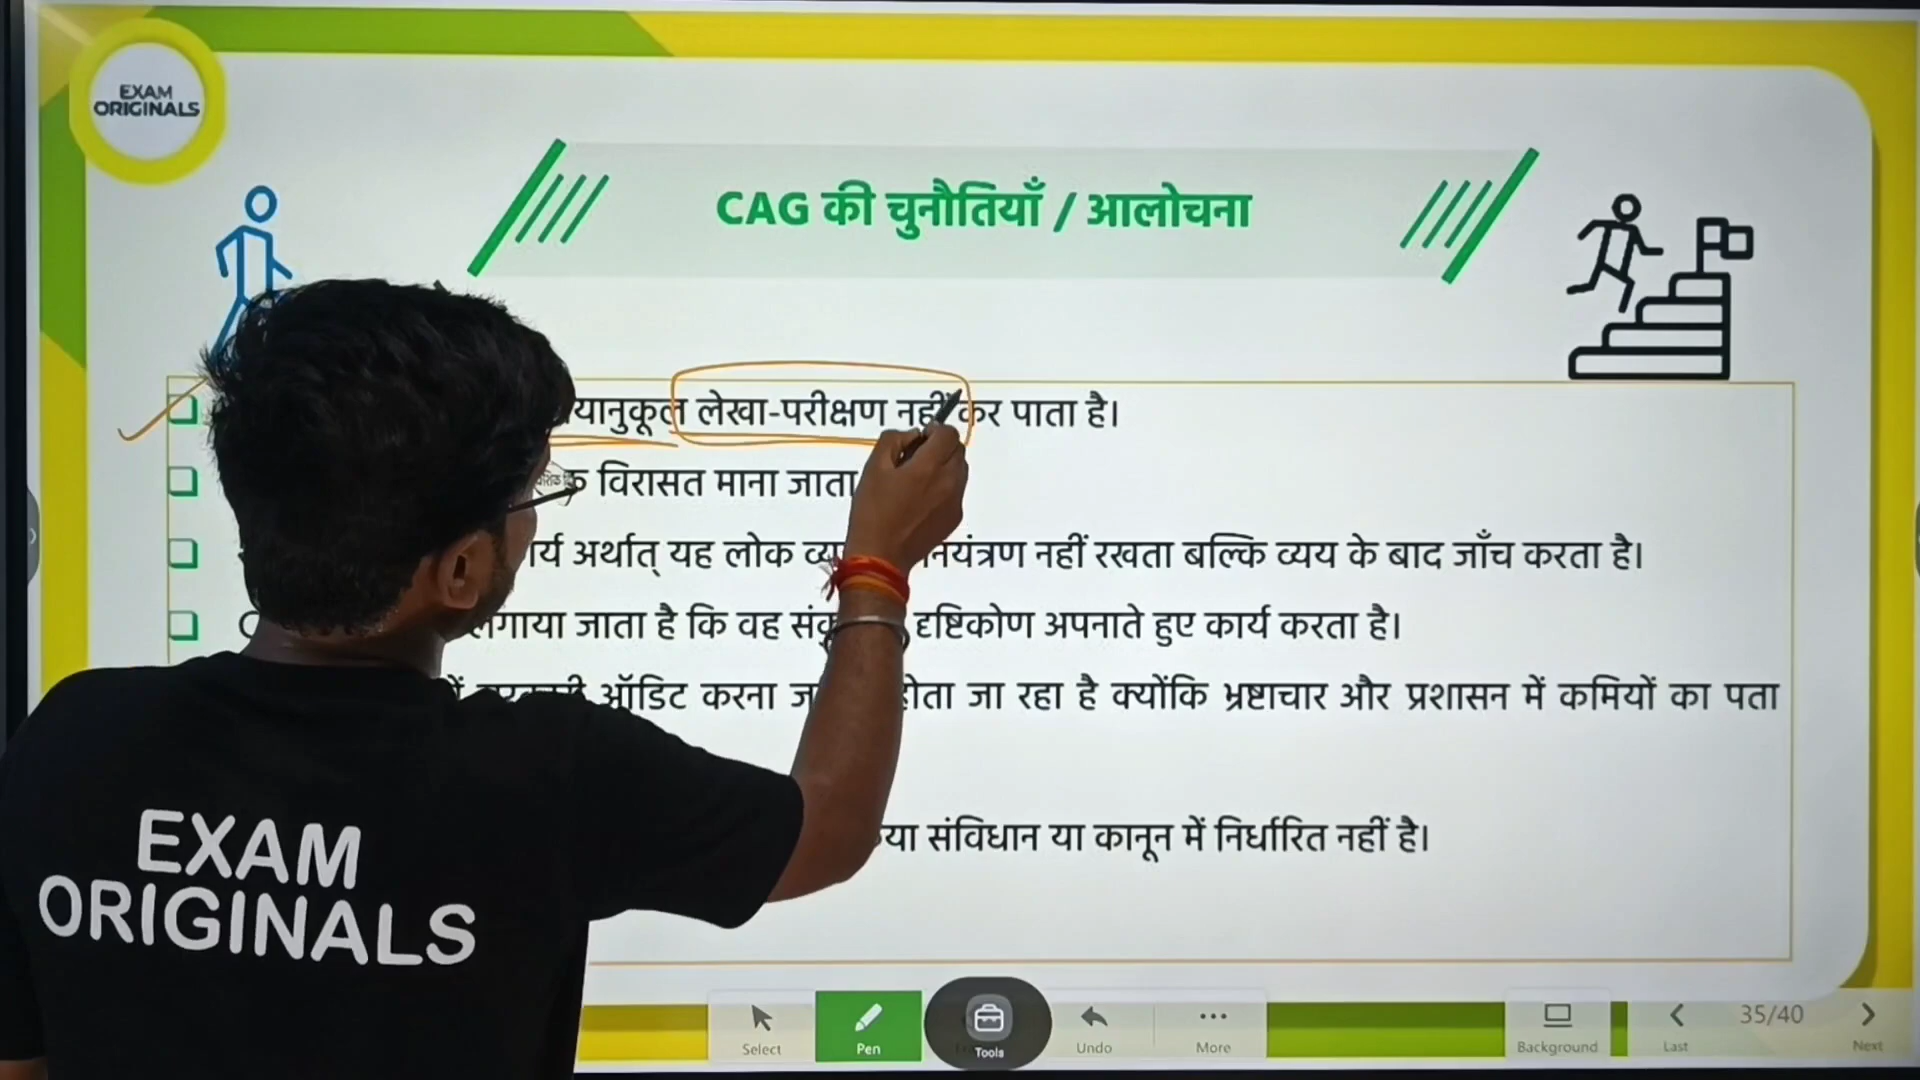 EXAM
ORIGINALS
CAG की चुनौतियाँ / आलोचना
लेखा-परीक्षण नहीं कर पाता है।
विरासत माना जाता
अर्थात् यह लोक नियंत्रण नहीं रखता बल्कि व्यय के बाद जाँच करता है।
लगाया जाता है कि वह दृष्टिकोण अपनाते हुए कार्य करता है।
ऑडिट करना होता जा रहा है क्योंकि भ्रष्टाचार और प्रशासन में कमियों का पता
संविधान या कानून में निर्धारित नहीं है।
EXAM
ORIGINALS
Select
Pen
Tools
Undo
More
Background
Last
35/40
Next